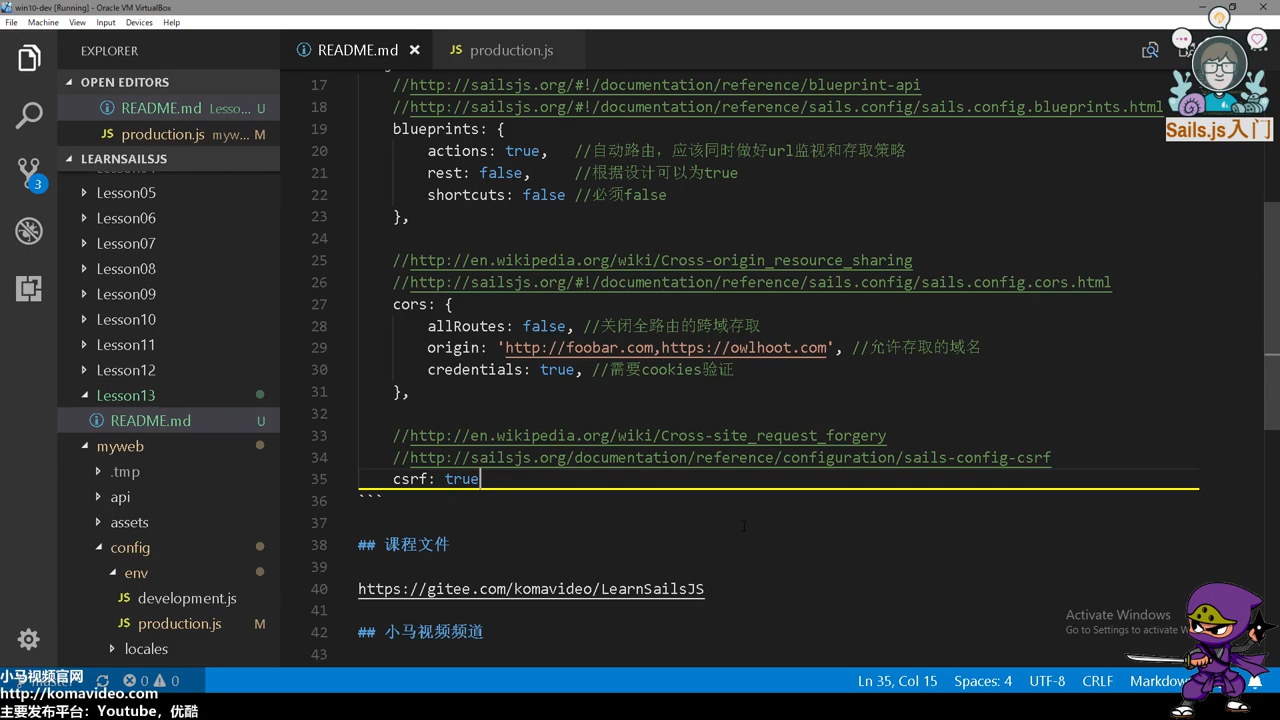 win10-dev [Running] - Oracle VM VirtualBox
File Machine View Input Devices Help
EXPLORER
README.md
JS production.js
OPEN EDITORS
README.md Lesso... U
JS production.js myw... M
LEARNSAILSJS
Lesson05
Lesson06
Lesson07
Lesson08
Lesson09
Lesson10
Lesson11
Lesson12
Lesson13
README.md U
myweb
.tmp
api
assets
config
env
JS development.js
JS production.js M
locales
3
17 //http://sailsjs.org/#!/documentation/reference/blueprint-api
18 //http://sailsjs.org/#!/documentation/reference/sails.config/sails.config.blueprints.html
19 blueprints: {
20 actions: true, //自动路由，应该同时做好url监视和存取策略
21 rest: false, //根据设计可以为true
22 shortcuts: false //必须false
23 },
24
25 //http://en.wikipedia.org/wiki/Cross-origin_resource_sharing
26 //http://sailsjs.org/#!/documentation/reference/sails.config/sails.config.cors.html
27 cors: {
28 allRoutes: false, //关闭全路由的跨域存取
29 origin: 'http://foobar.com,https://owlhoot.com', //允许存取的域名
30 credentials: true, //需要cookies验证
31 },
32
33 //http://en.wikipedia.org/wiki/Cross-site_request_forgery
34 //http://sailsjs.org/documentation/reference/configuration/sails-config-csrf
35 csrf: true
36 ```
37
38 ## 课程文件
39
40 https://gitee.com/komavideo/LearnSailsJS
41
42 ## 小马视频频道
43
Sails.js入门
Activate Windows
Go to Settings to activate W
小马视频官网
http://komavideo.com
主要发布平台：Youtube，优酷
0 0
Ln 35, Col 15 Spaces: 4 UTF-8 CRLF Markdow